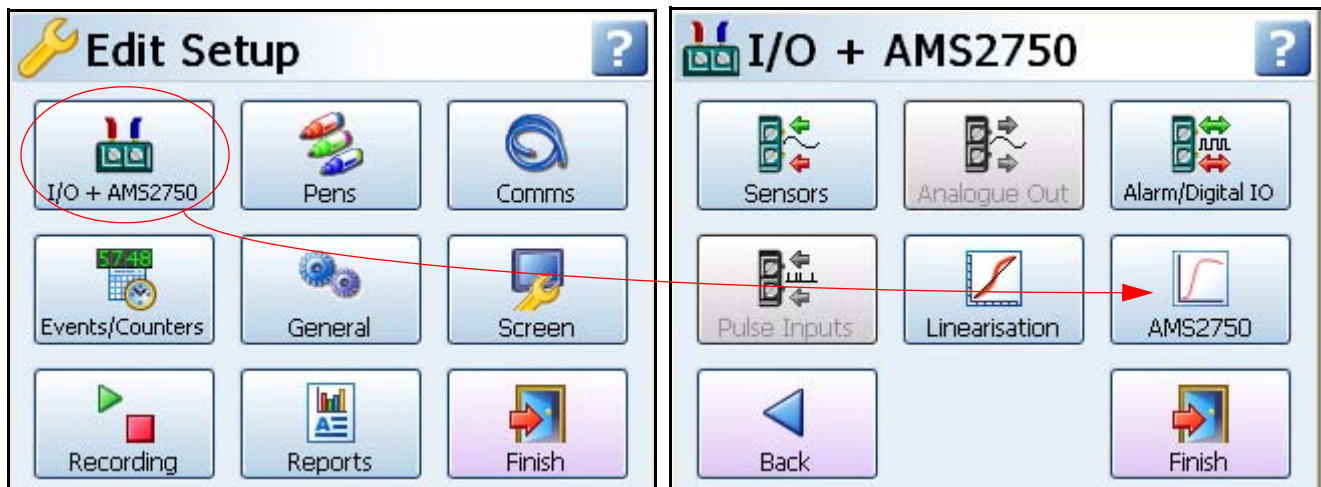 Edit Setup
?
I/O + AMS2750
Pens
Comms
57:48
Events/Counters
General
Screen
Recording
Reports
Finish
I/O + AMS2750
?
Sensors
Analogue Out
Alarm/Digital IO
Pulse Inputs
Linearisation
AMS2750
Back
Finish